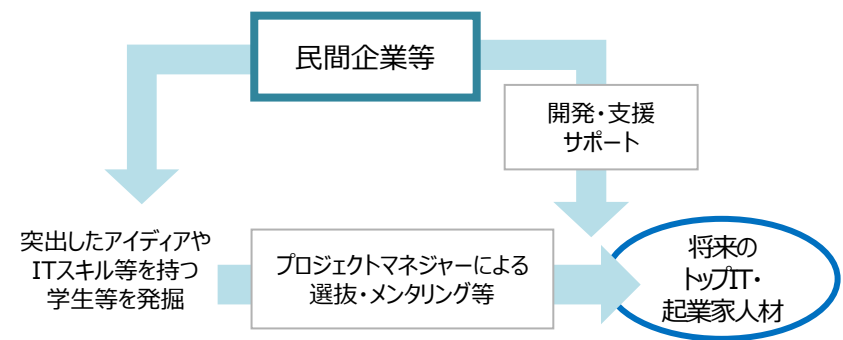 民間企業等
開発・支援
サポート
突出したアイディアや
ITスキル等を持つ
学生等を発掘
プロジェクトマネジャーによる
選抜・メンタリング等
将来の
トップIT・
起業家人材